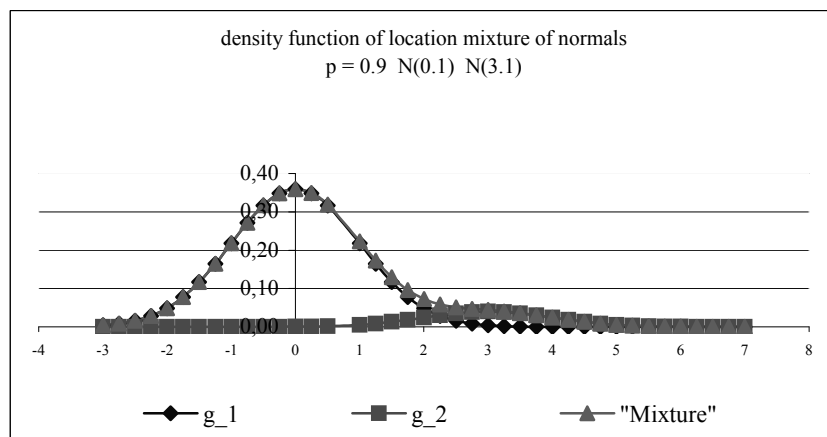 density function of location mixture of normals
p = 0.9 N(0.1) N(3.1)
0,40
0,30
0,20
0,10
0,00
-4 -3 -2 -1 0 1 2 3 4 5 6 7 8
g_1 g_2 "Mixture"